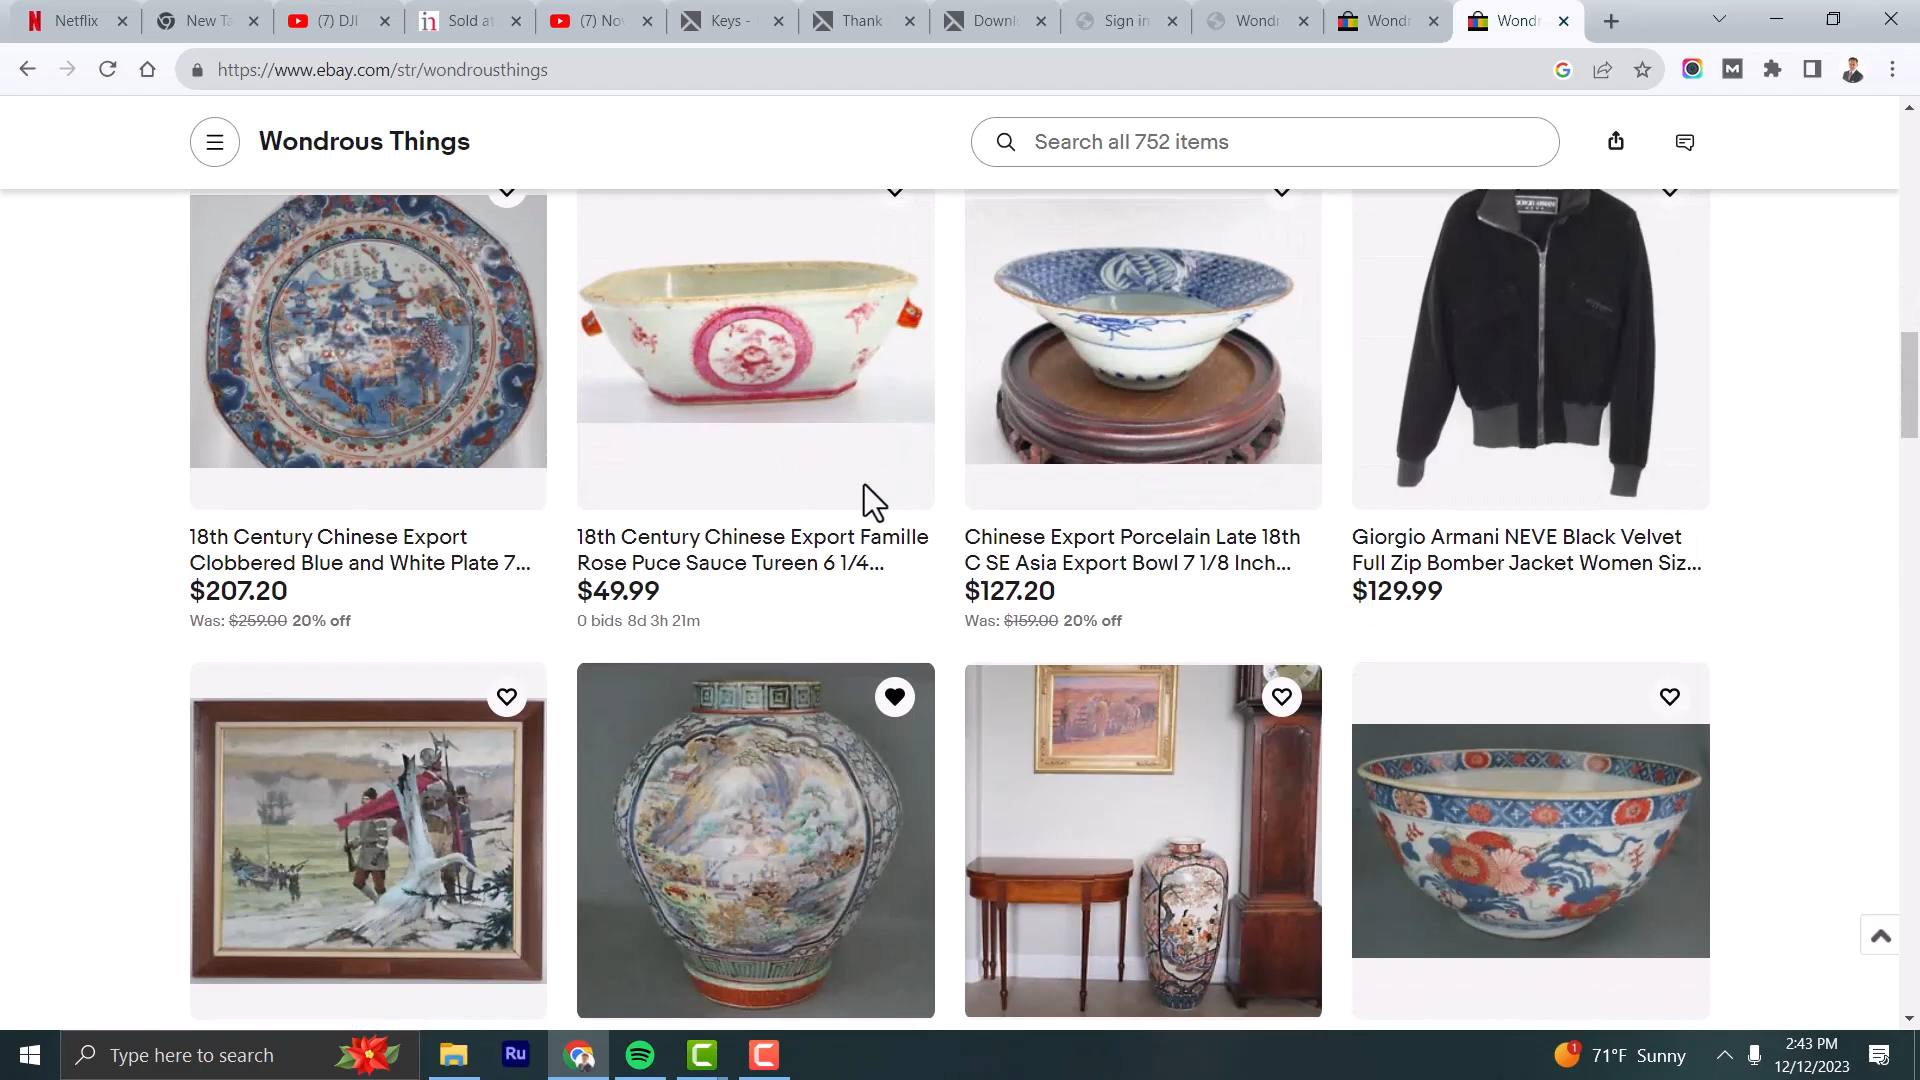 Netflix
New Ta
(7) DJI
Sold at
(7) No
Keys -
Thank
Downl
Sign in
Wondr
Wondr
Wondr
https://www.ebay.com/str/wondrousthings
Wondrous Things
Search all 752 items
GIORGIO ARMANI
18th Century Chinese Export
Clobbered Blue and White Plate 7...
$207.20
Was: $259.00 20% off
18th Century Chinese Export Famille
Rose Puce Sauce Tureen 6 1/4...
$49.99
0 bids 8d 3h 21m
Chinese Export Porcelain Late 18th
C SE Asia Export Bowl 7 1/8 Inch...
$127.20
Was: $159.00 20% off
Giorgio Armani NEVE Black Velvet
Full Zip Bomber Jacket Women Siz...
$129.99
Type here to search
Ru
1
71°F Sunny
2:43 PM
12/12/2023